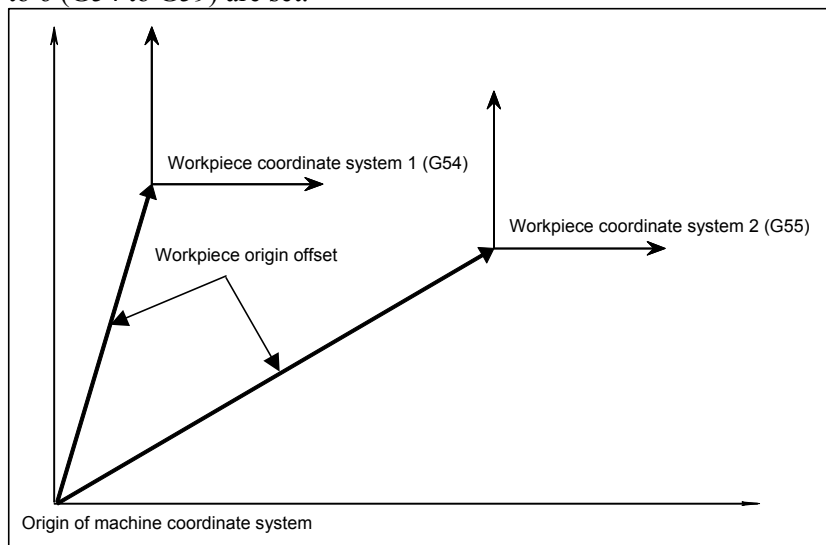 to 6 (G54 to G59) are set.
Workpiece coordinate system 1 (G54)
Workpiece coordinate system 2 (G55)
Workpiece origin offset
Origin of machine coordinate system